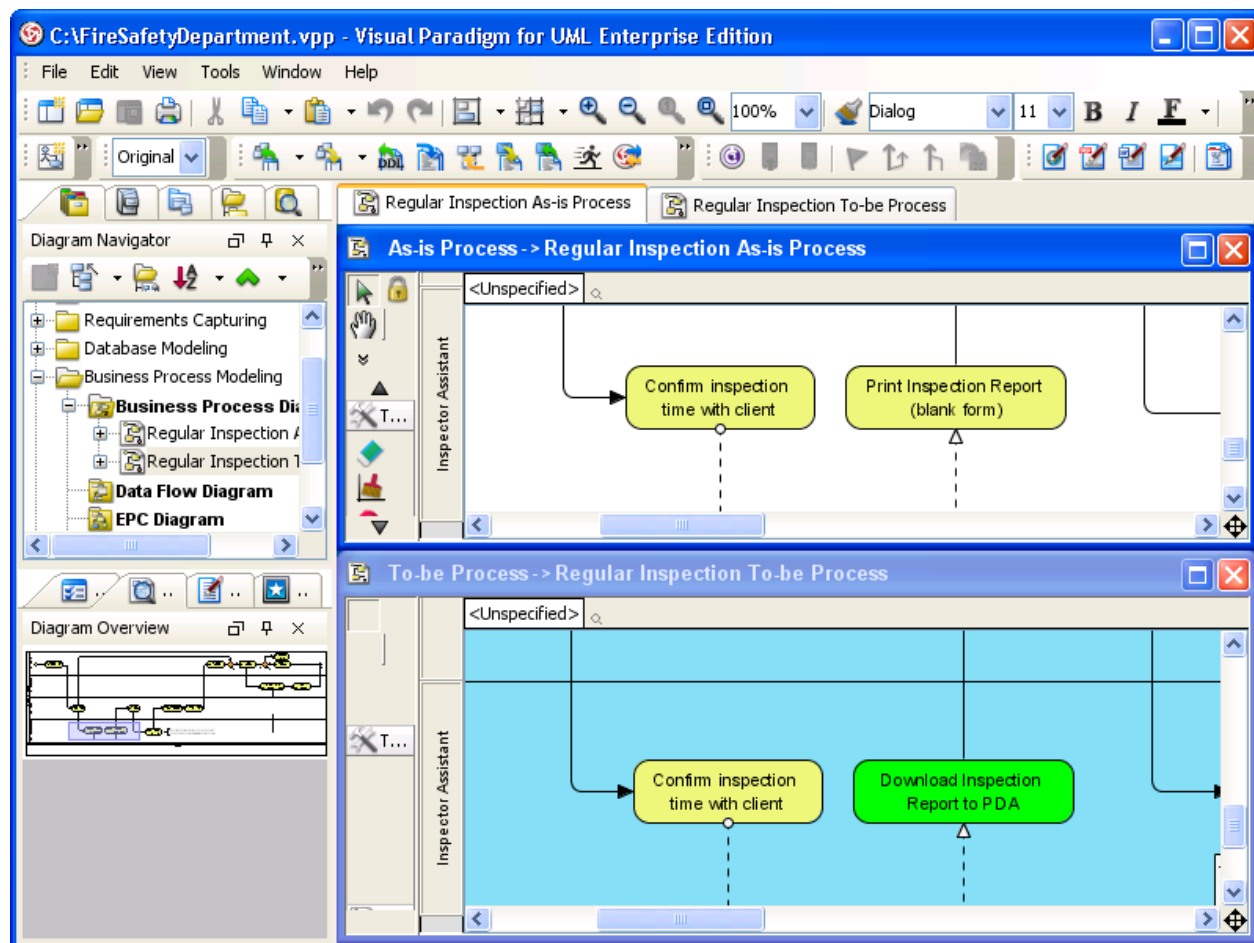 C:\FireSafetyDepartment.vpp - Visual Paradigm for UML Enterprise Edition
File Edit View Tools Window Help
100% Dialog 11 B I F
Original DDL
Regular Inspection As-is Process Regular Inspection To-be Process
Diagram Navigator
As-is Process->Regular Inspection As-is Process
Requirements Capturing
Database Modeling
Business Process Modeling
Business Process Dia
Regular Inspection A
Regular Inspection T
Data Flow Diagram
EPC Diagram
T...
Inspector Assistant
<Unspecified>
Confirm inspection
time with client
Print Inspection Report
(blank form)
Diagram Overview
To-be Process->Regular Inspection To-be Process
T...
Inspector Assistant
<Unspecified>
Confirm inspection
time with client
Download Inspection
Report to PDA